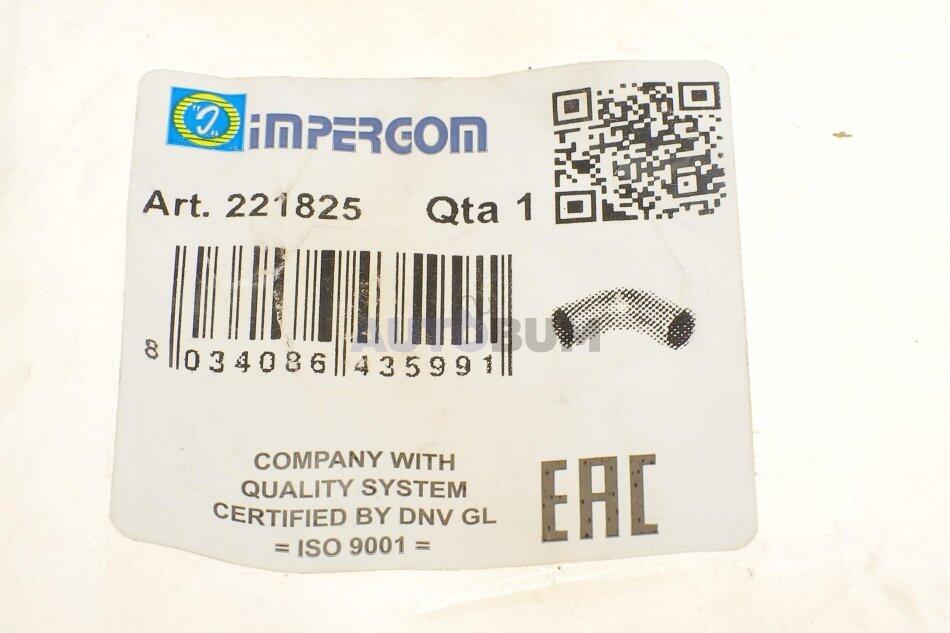 IMPERGOM
Art. 221825 Qta 1
8 034086 435991
AUTOBUM
COMPANY WITH
QUALITY SYSTEM
CERTIFIED BY DNV GL
= ISO 9001 =
EAC